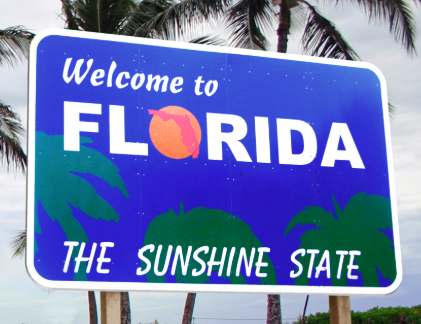 Welcome to
FLORIDA
THE SUNSHINE STATE